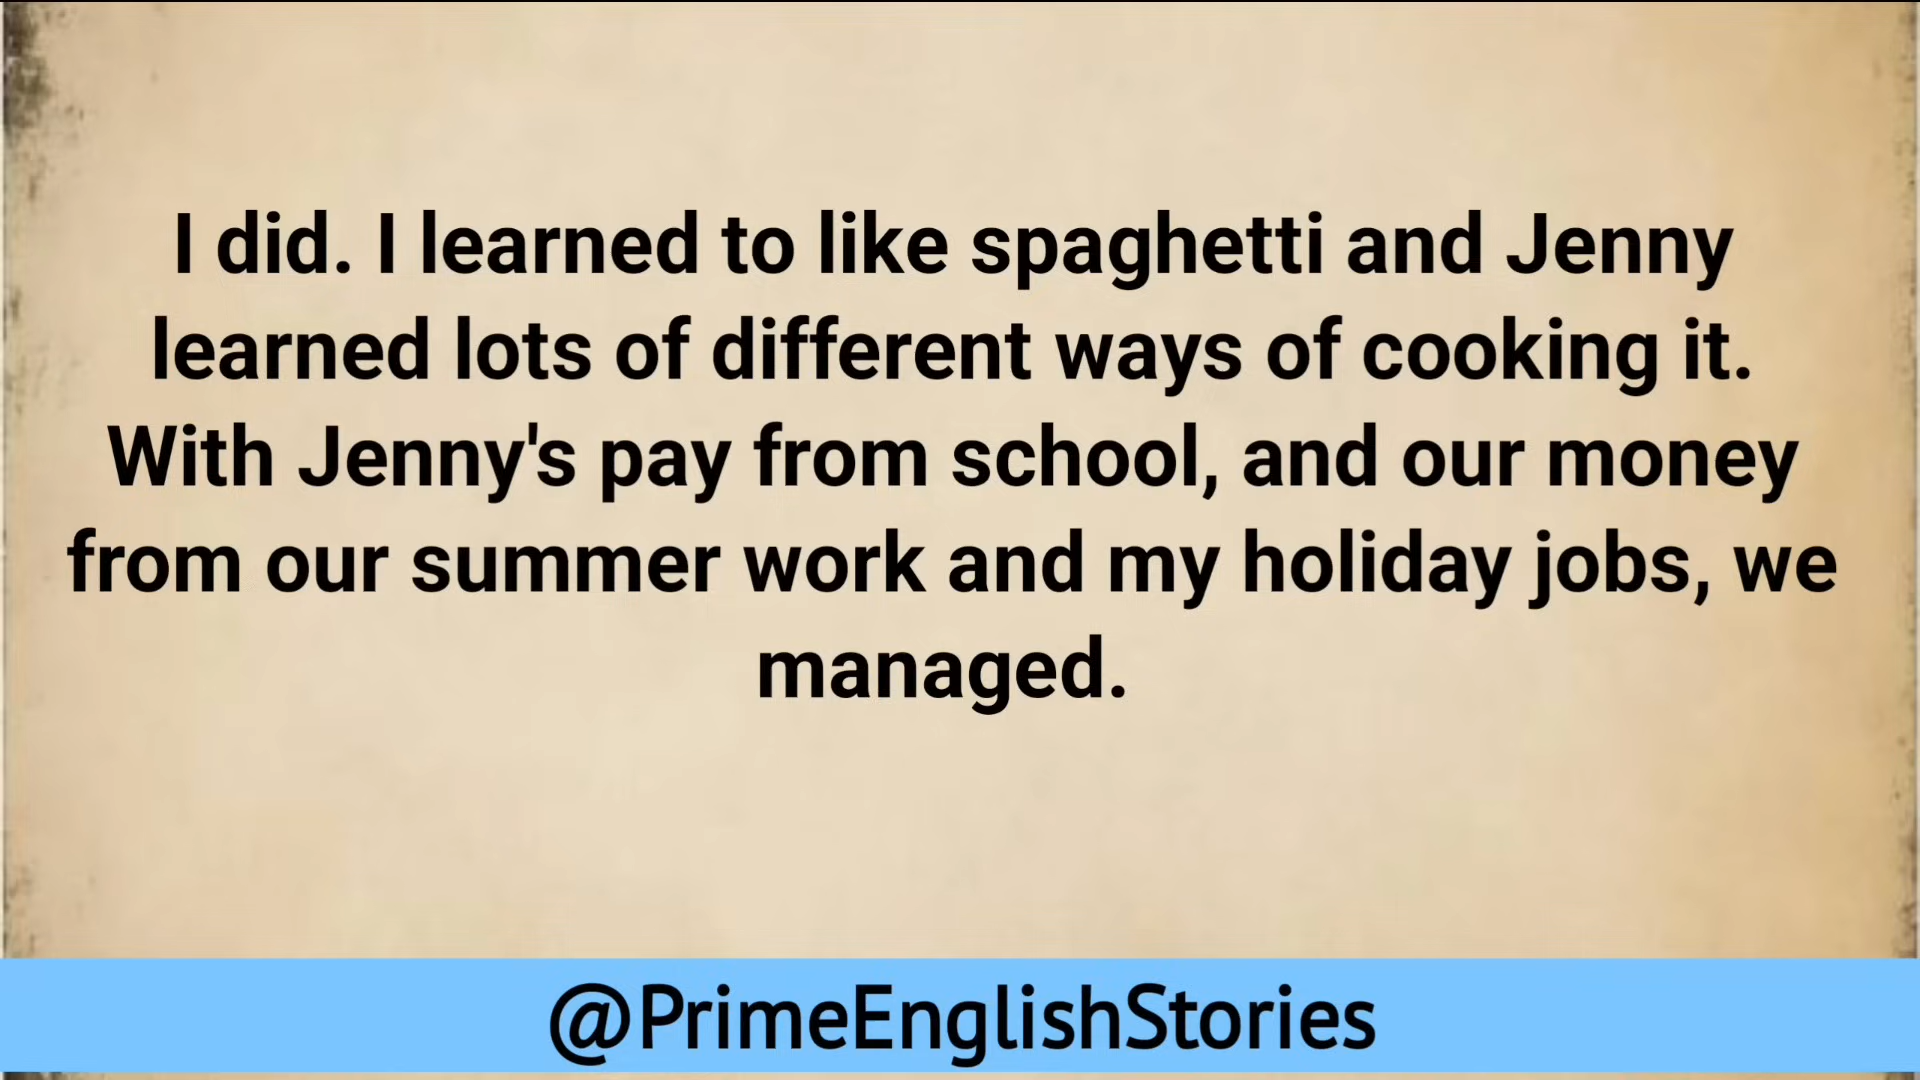 I did. I learned to like spaghetti and Jenny
learned lots of different ways of cooking it.
With Jenny's pay from school, and our money
from our summer work and my holiday jobs, we
managed.
@PrimeEnglishStories